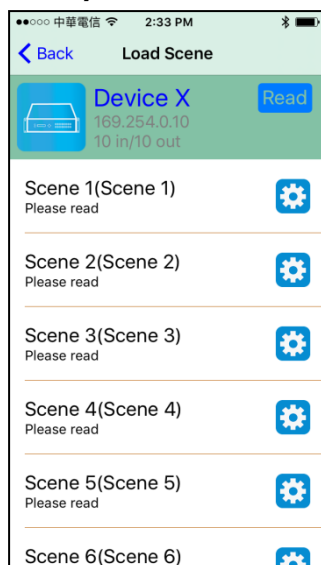 中華電信 2:33 PM
Back Load Scene
Device X Read
169.254.0.10
10 in/10 out
Scene 1(Scene 1)
Please read
Scene 2(Scene 2)
Please read
Scene 3(Scene 3)
Please read
Scene 4(Scene 4)
Please read
Scene 5(Scene 5)
Please read
Scene 6(Scene 6)